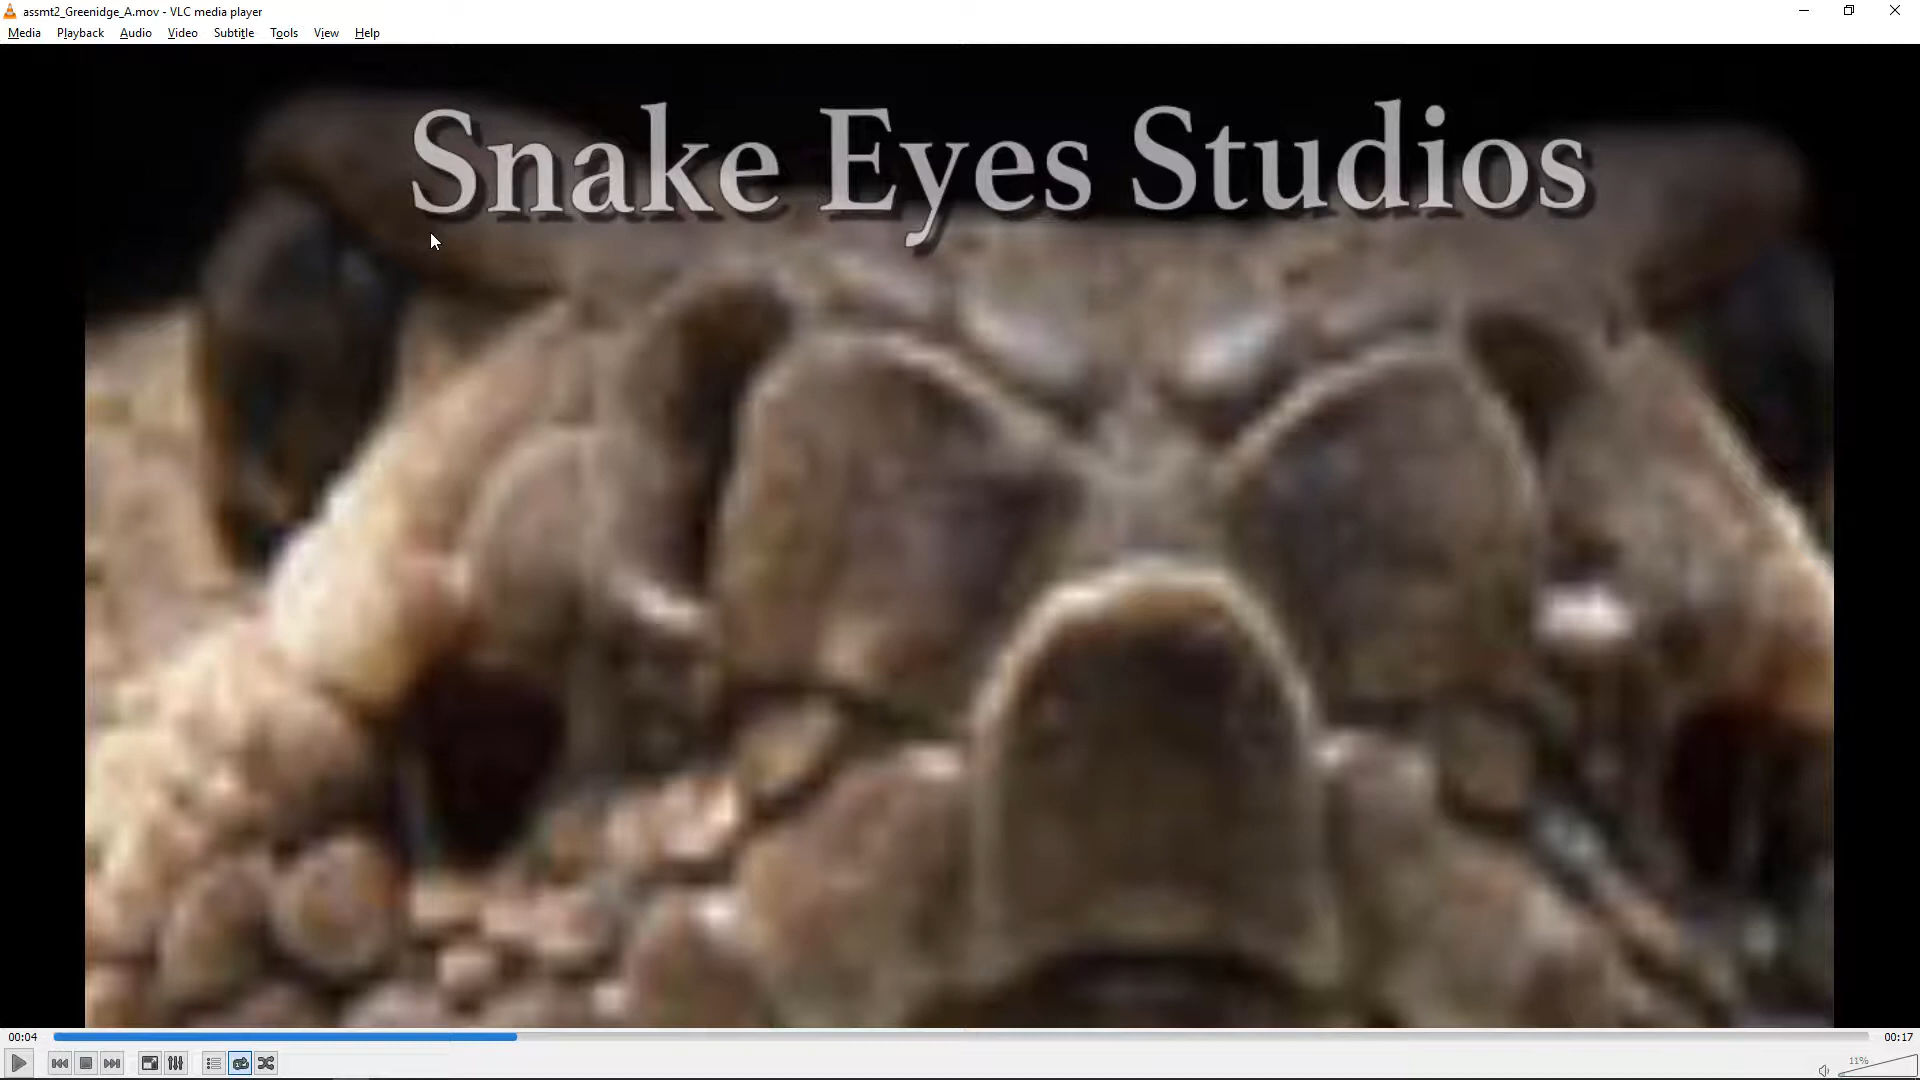 assmt2_Greenidge_A.mov - VLC media player
Media Playback Audio Video Subtitle Tools View Help
Snake Eyes Studios
00:04
00:17
11%